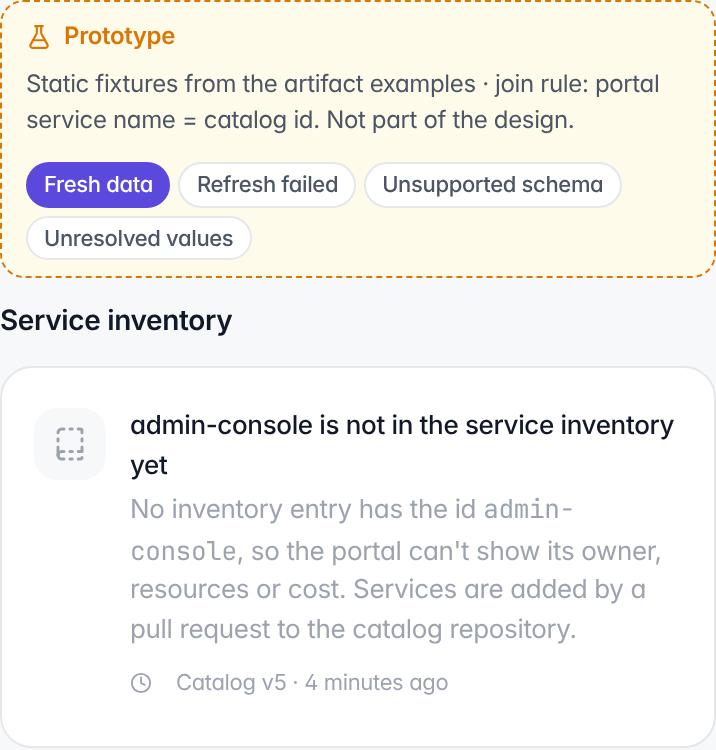 Prototype
Static fixtures from the artifact examples · join rule: portal
service name = catalog id. Not part of the design.
Fresh data
Refresh failed
Unsupported schema
Unresolved values
Service inventory
admin-console is not in the service inventory
yet
No inventory entry has the id admin-
console, so the portal can't show its owner,
resources or cost. Services are added by a
pull request to the catalog repository.
Catalog v5 · 4 minutes ago